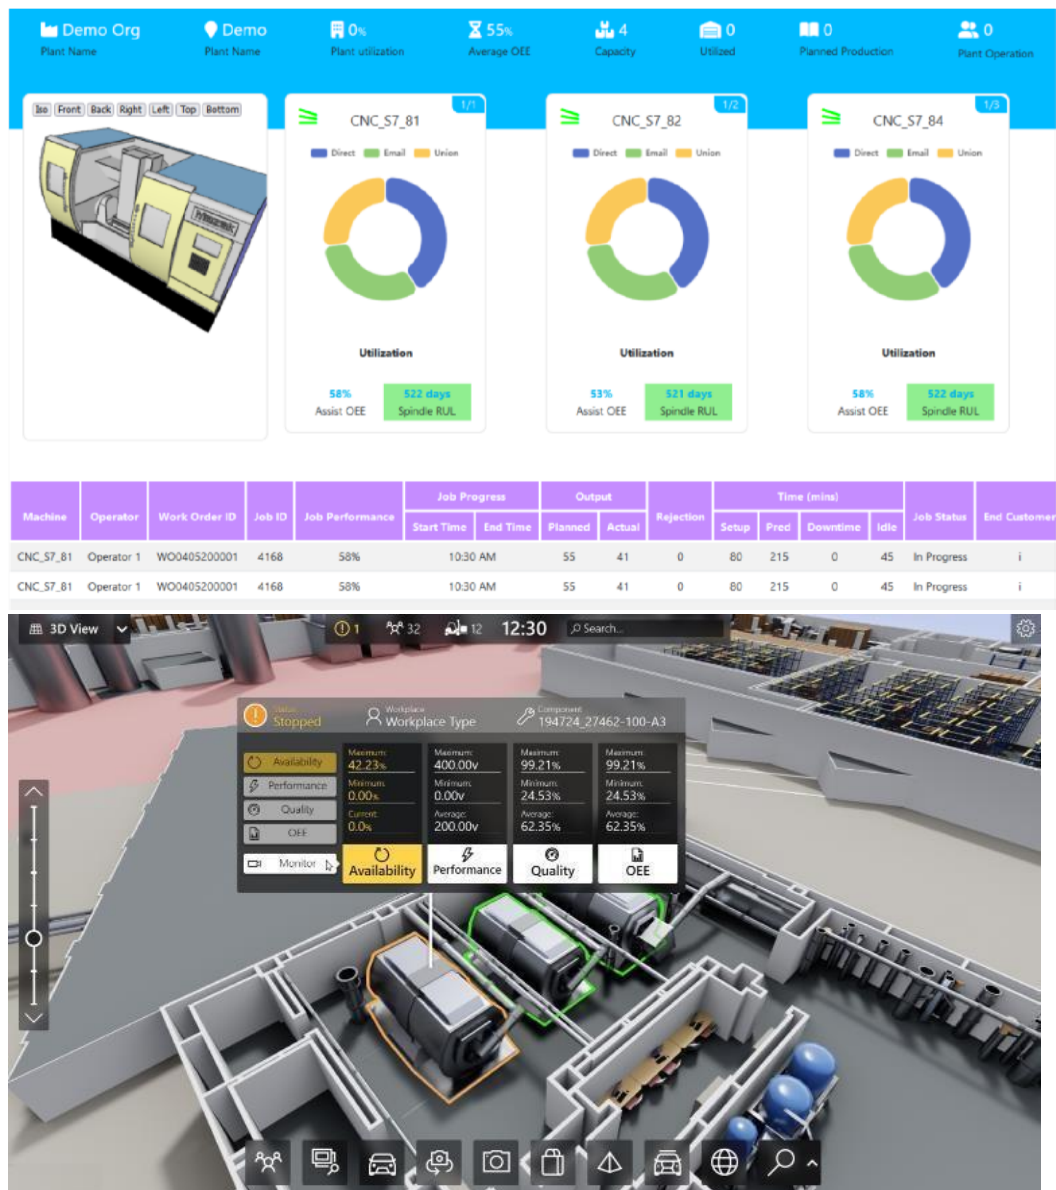 Demo Org
Plant Name
Demo
Plant Name
0%
Plant utilization
55%
Average OEE
4
Capacity
0
Utilized
0
Planned Production
0
Plant Operation
Iso Front Back Right Left Top Bottom
1/1
CNC_S7_81
Direct Email Union
Utilization
58%
Assist OEE
522 days
Spindle RUL
1/2
CNC_S7_82
Direct Email Union
Utilization
53%
Assist OEE
521 days
Spindle RUL
1/3
CNC_S7_84
Direct Email Union
Utilization
58%
Assist OEE
522 days
Spindle RUL
Job Progress Output Time (mins)
Machine Operator Work Order ID Job ID Job Performance Rejection Job Status End Customer
Start Time End Time Planned Actual Setup Pred Downtime Idle
CNC_S7_81 Operator 1 WO0405200001 4168 58% 10:30 AM 55 41 0 80 215 0 45 In Progress i
CNC_S7_81 Operator 1 WO0405200001 4168 58% 10:30 AM 55 41 0 80 215 0 45 In Progress i
3D View 1 32 12 12:30 Search...
Status
Stopped
Workplace
Workplace Type
Component
194724_27462-100-A3
Availability
Performance
Quality
OEE
Monitor
Maximum:
42.23%
Minimum:
0.00%
Current:
0.0%
Availability
Maximum:
400.00v
Minimum:
0.00v
Average:
200.00v
Performance
Maximum:
99.21%
Minimum:
24.53%
Average:
62.35%
Quality
Maximum:
99.21%
Minimum:
24.53%
Average:
62.35%
OEE